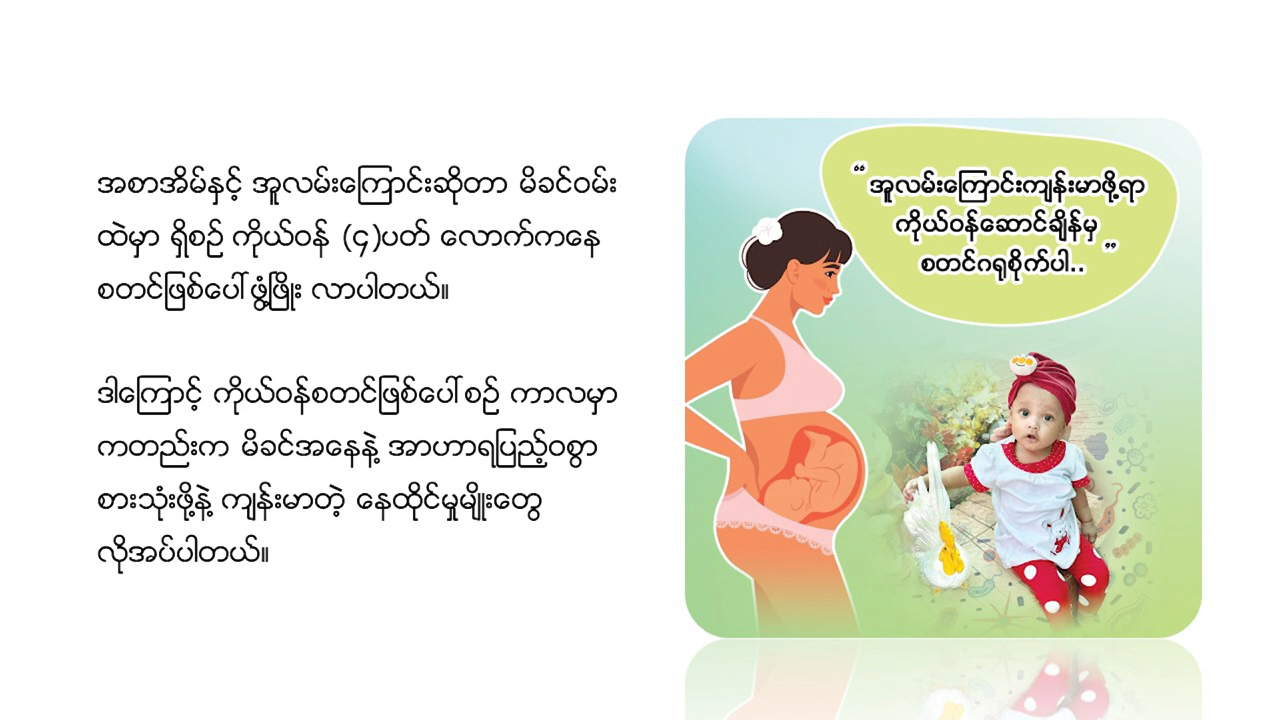 အစာအိမ်နှင့် အူလမ်းကြောင်းဆိုတာ မိခင်ဝမ်း
ထဲမှာ ရှိစဉ် ကိုယ်ဝန် (၄)ပတ် လောက်ကနေ
စတင်ဖြစ်ပေါ် ဖွံ့ဖြိုး လာပါတယ်။
ဒါကြောင့် ကိုယ်ဝန်စတင်ဖြစ်ပေါ်စဉ် ကာလမှာ
ကတည်းက မိခင်အနေနဲ့ အာဟာရပြည့်ဝစွာ
စားသုံးဖို့နဲ့ ကျန်းမာတဲ့ နေထိုင်မှုမျိုးတွေ
လိုအပ်ပါတယ်။
“ အူလမ်းကြောင်းကျန်းမာဖို့ရာ
ကိုယ်ဝန်ဆောင်ချိန်မှ
စတင်ဂရုစိုက်ပါ.. ”